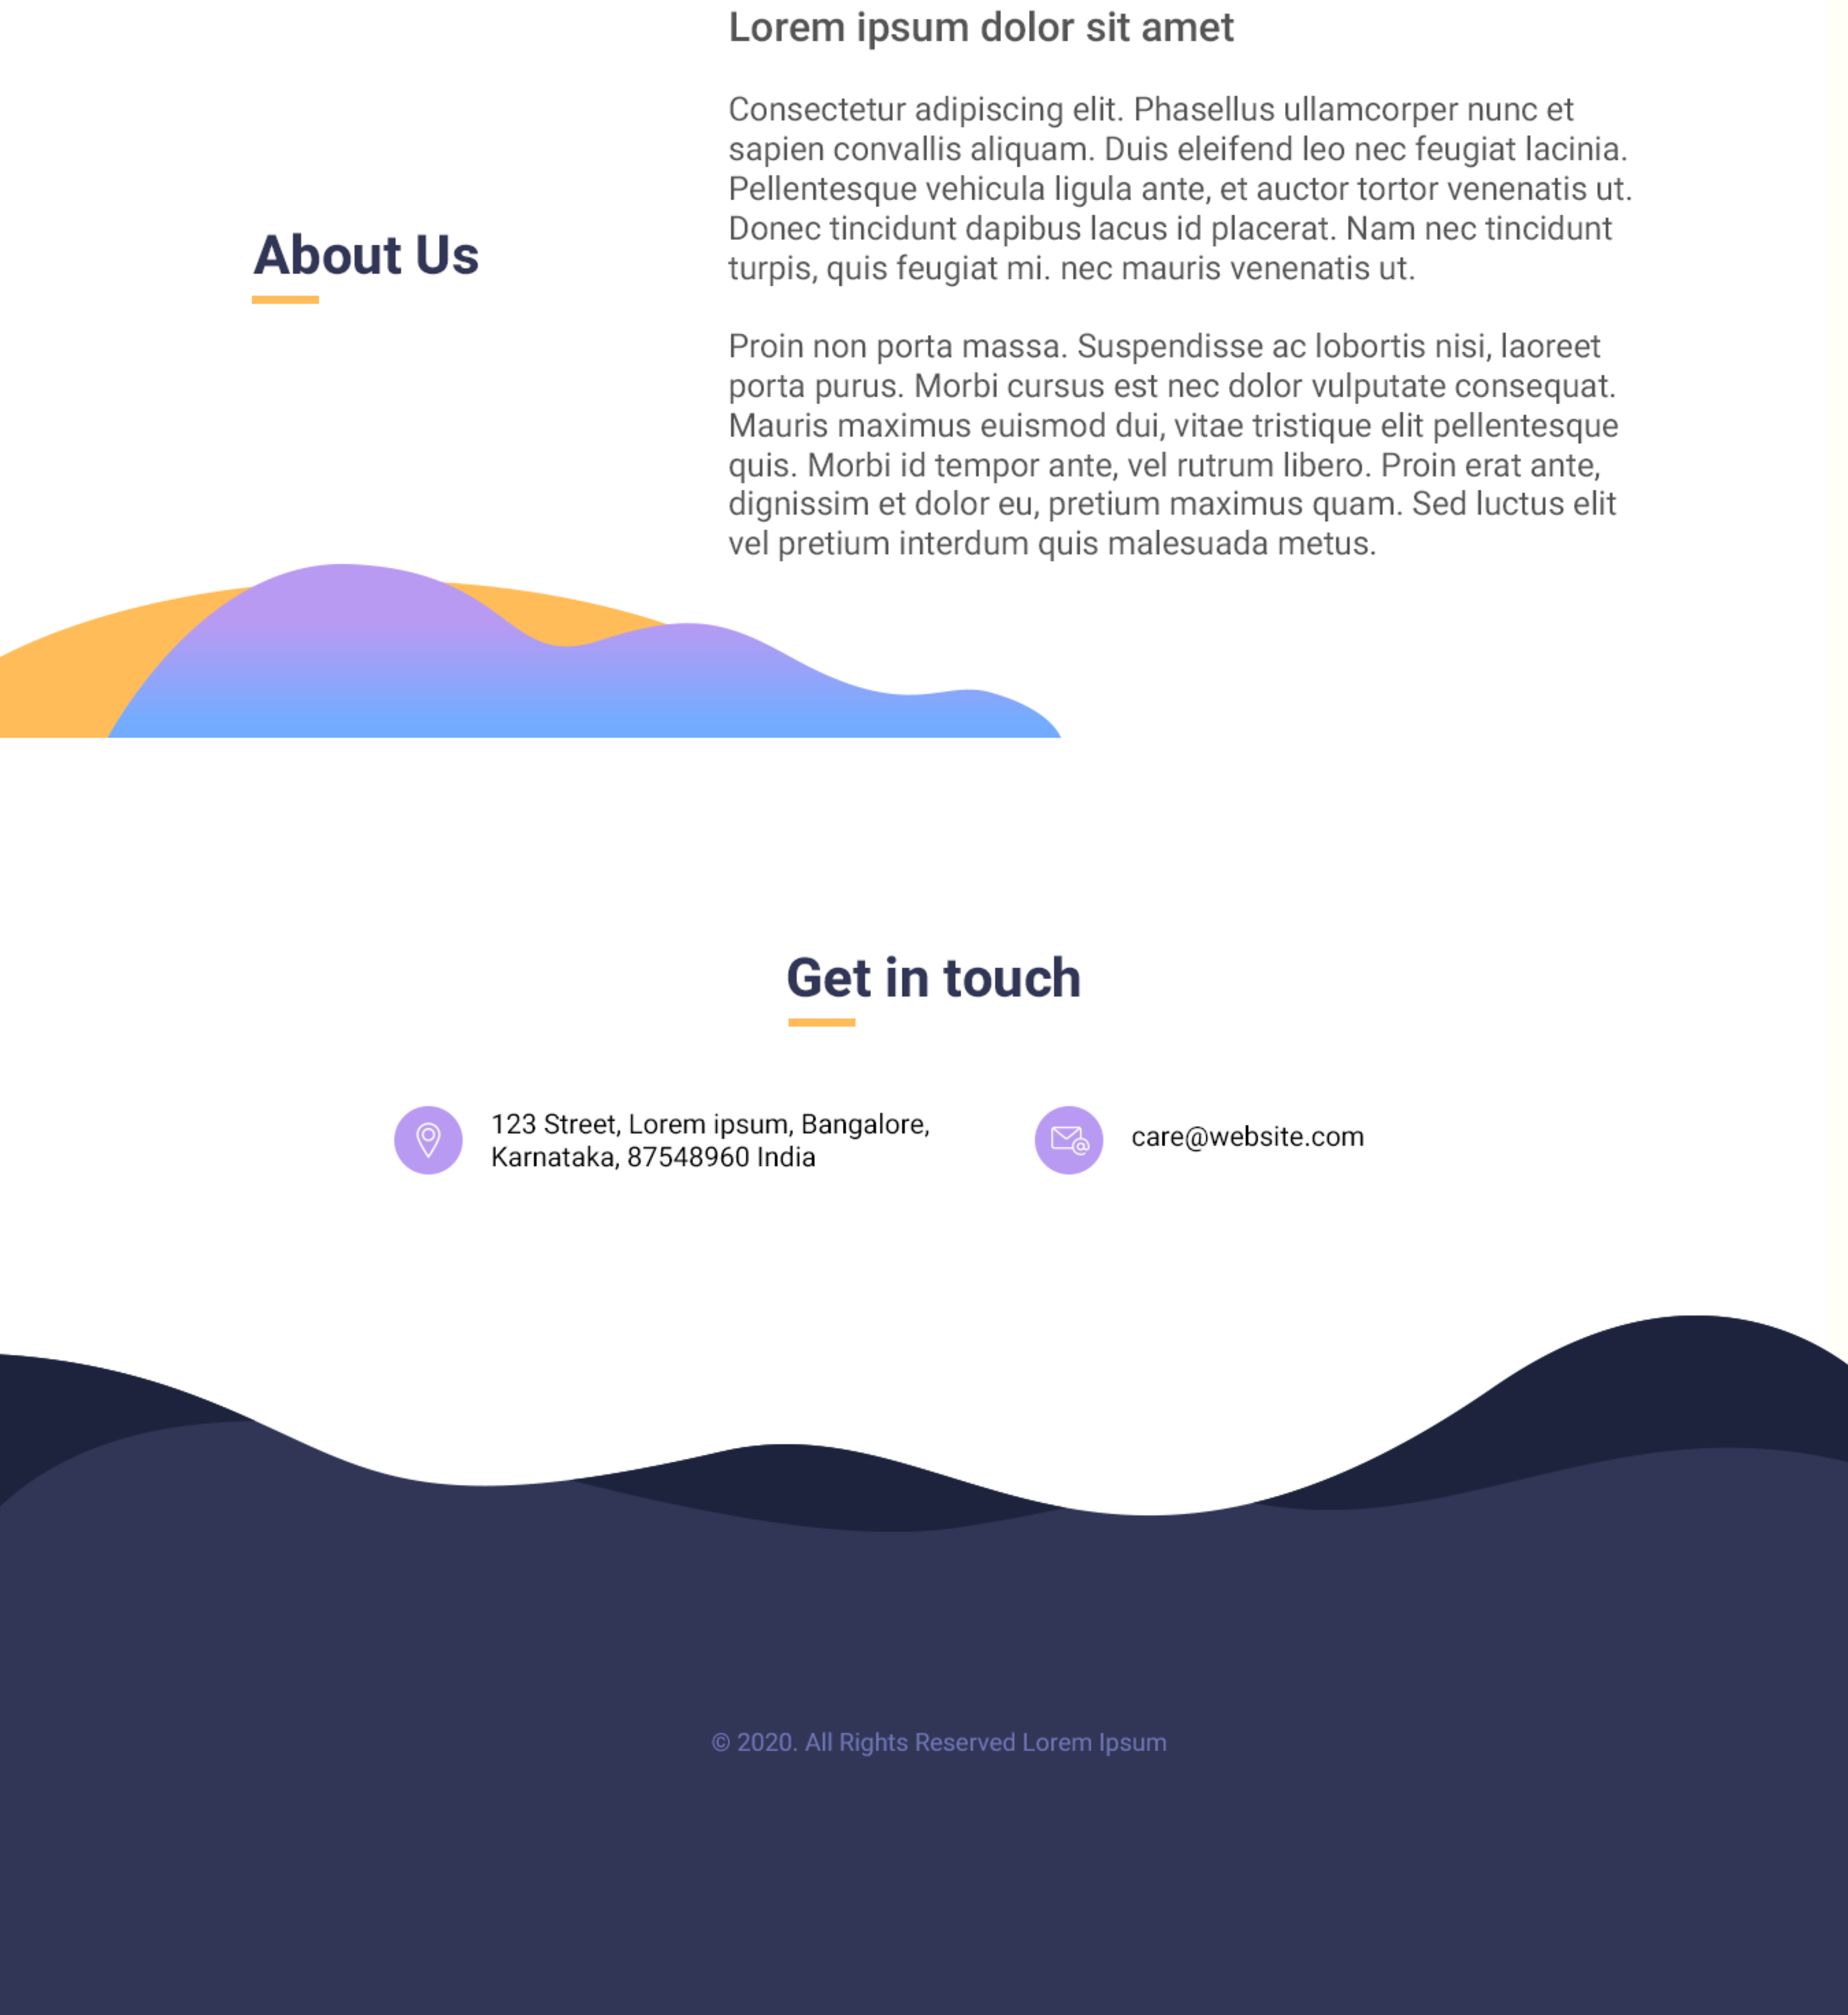 Lorem ipsum dolor sit amet
Consectetur adipiscing elit. Phasellus ullamcorper nunc et
sapien convallis aliquam. Duis eleifend leo nec feugiat lacinia.
Pellentesque vehicula ligula ante, et auctor tortor venenatis ut.
Donec tincidunt dapibus lacus id placerat. Nam nec tincidunt
turpis, quis feugiat mi. nec mauris venenatis ut.
About Us
Proin non porta massa. Suspendisse ac lobortis nisi, laoreet
porta purus. Morbi cursus est nec dolor vulputate consequat.
Mauris maximus euismod dui, vitae tristique elit pellentesque
quis. Morbi id tempor ante, vel rutrum libero. Proin erat ante,
dignissim et dolor eu, pretium maximus quam. Sed luctus elit
vel pretium interdum quis malesuada metus.
Get in touch
123 Street, Lorem ipsum, Bangalore,
Karnataka, 87548960 India
care@website.com
© 2020. All Rights Reserved Lorem Ipsum